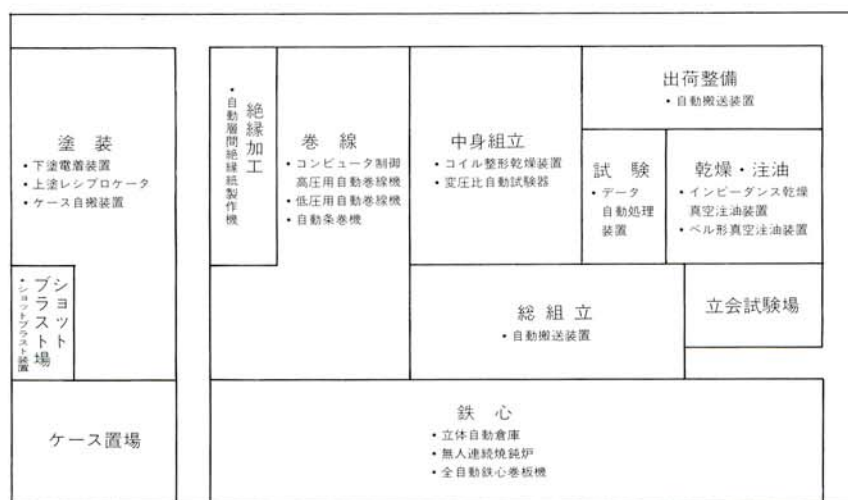 塗装
• 下塗電着装置
• 上塗レシプロケータ
• ケース自搬装置
ショット
ブラスト場
• ショットブラスト装置
ケース置場
絶縁加工
• 自動層間絶縁紙製作機
巻線
• コンピュータ制御
高圧用自動巻線機
• 低圧用自動巻線機
• 自動条巻機
中身組立
• コイル整形乾燥装置
• 変圧比自動試験器
出荷整備
• 自動搬送装置
試験
• データ
自動処理
装置
乾燥・注油
• インピーダンス乾燥
真空注油装置
• ベル形真空注油装置
総組立
• 自動搬送装置
立会試験場
鉄心
• 立体自動倉庫
• 無人連続焼鈍炉
• 全自動鉄心巻板機